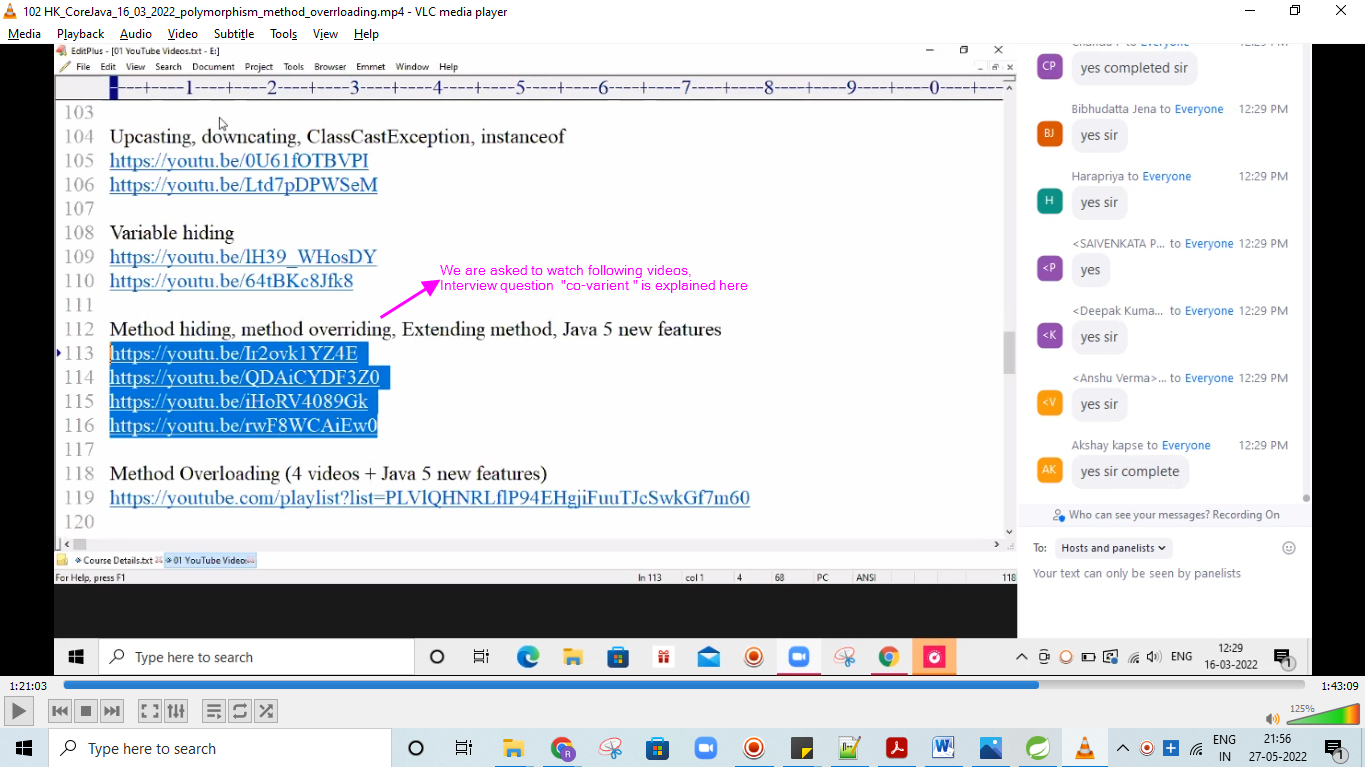 102 HK_CoreJava_16_03_2022_polymorphism_method_overrloading.mp4 - VLC media player
Media Playback Audio Video Subtitle Tools View Help
EditPlus - [01 YouTube Videos.txt - E:]
File Edit View Search Document Project Tools Browser Emmet Window Help
----+----1----+----2----+----3----+----4----+----5----+----6----+----7----+----8----+----9----+----0----+---
103
104 Upcasting, downcating, ClassCastException, instanceof
105 https://youtu.be/0U61fOTBVPI
106 https://youtu.be/Ltd7pDPWSeM
107
108 Variable hiding
109 https://youtu.be/lH39_WHosDY
110 https://youtu.be/64tBKc8Jfk8
111
We are asked to watch following videos,
Interview question "co-varient " is explained here
112 Method hiding, method overriding, Extending method, Java 5 new features
113 https://youtu.be/Ir2ovk1YZ4E
114 https://youtu.be/QDAiCYDF3Z0
115 https://youtu.be/iHoRV4089Gk
116 https://youtu.be/rwF8WCAiEw0
117
118 Method Overloading (4 videos + Java 5 new features)
119 https://youtube.com/playlist?list=PLVlQHNRLflP94EHgjiFuuTJcSwkGf7m60
120
Course Details.txt 01 YouTube Videos
For Help, press F1 ln 113 col 1 4 68 PC ANSI 118
CP yes completed sir
Bibhudatta Jena to Everyone 12:29 PM
BJ yes sir
Harapriya to Everyone 12:29 PM
H yes sir
<SAIVENKATA P... to Everyone 12:29 PM
<P yes
<Deepak Kuma... to Everyone 12:29 PM
<K yes sir
<Anshu Verma>... to Everyone 12:29 PM
<V yes sir
Akshay kapse to Everyone 12:29 PM
AK yes sir complete
Who can see your messages? Recording On
To: Hosts and panelists
Your text can only be seen by panelists
Type here to search ENG 12:29
16-03-2022 1
1:21:03 1:43:09
125%
Type here to search R ENG 21:56
IN 27-05-2022 1